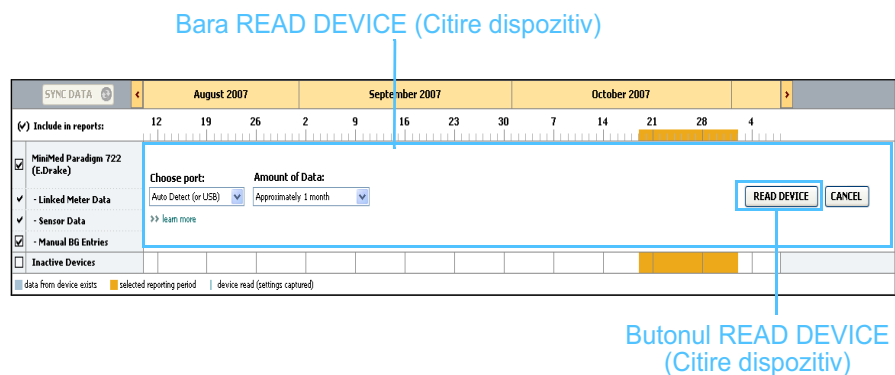 Bara READ DEVICE (Citire dispozitiv)
SYNC DATA August 2007 September 2007 October 2007
(✓) Include in reports: 12 19 26 2 9 16 23 30 7 14 21 28 4
MiniMed Paradigm 722
(E.Drake)
Choose port: Amount of Data:
Auto Detect (or USB) Approximately 1 month READ DEVICE CANCEL
- Linked Meter Data
>> learn more
- Sensor Data
- Manual BG Entries
Inactive Devices
data from device exists selected reporting period | device read (settings captured)
Butonul READ DEVICE
(Citire dispozitiv)